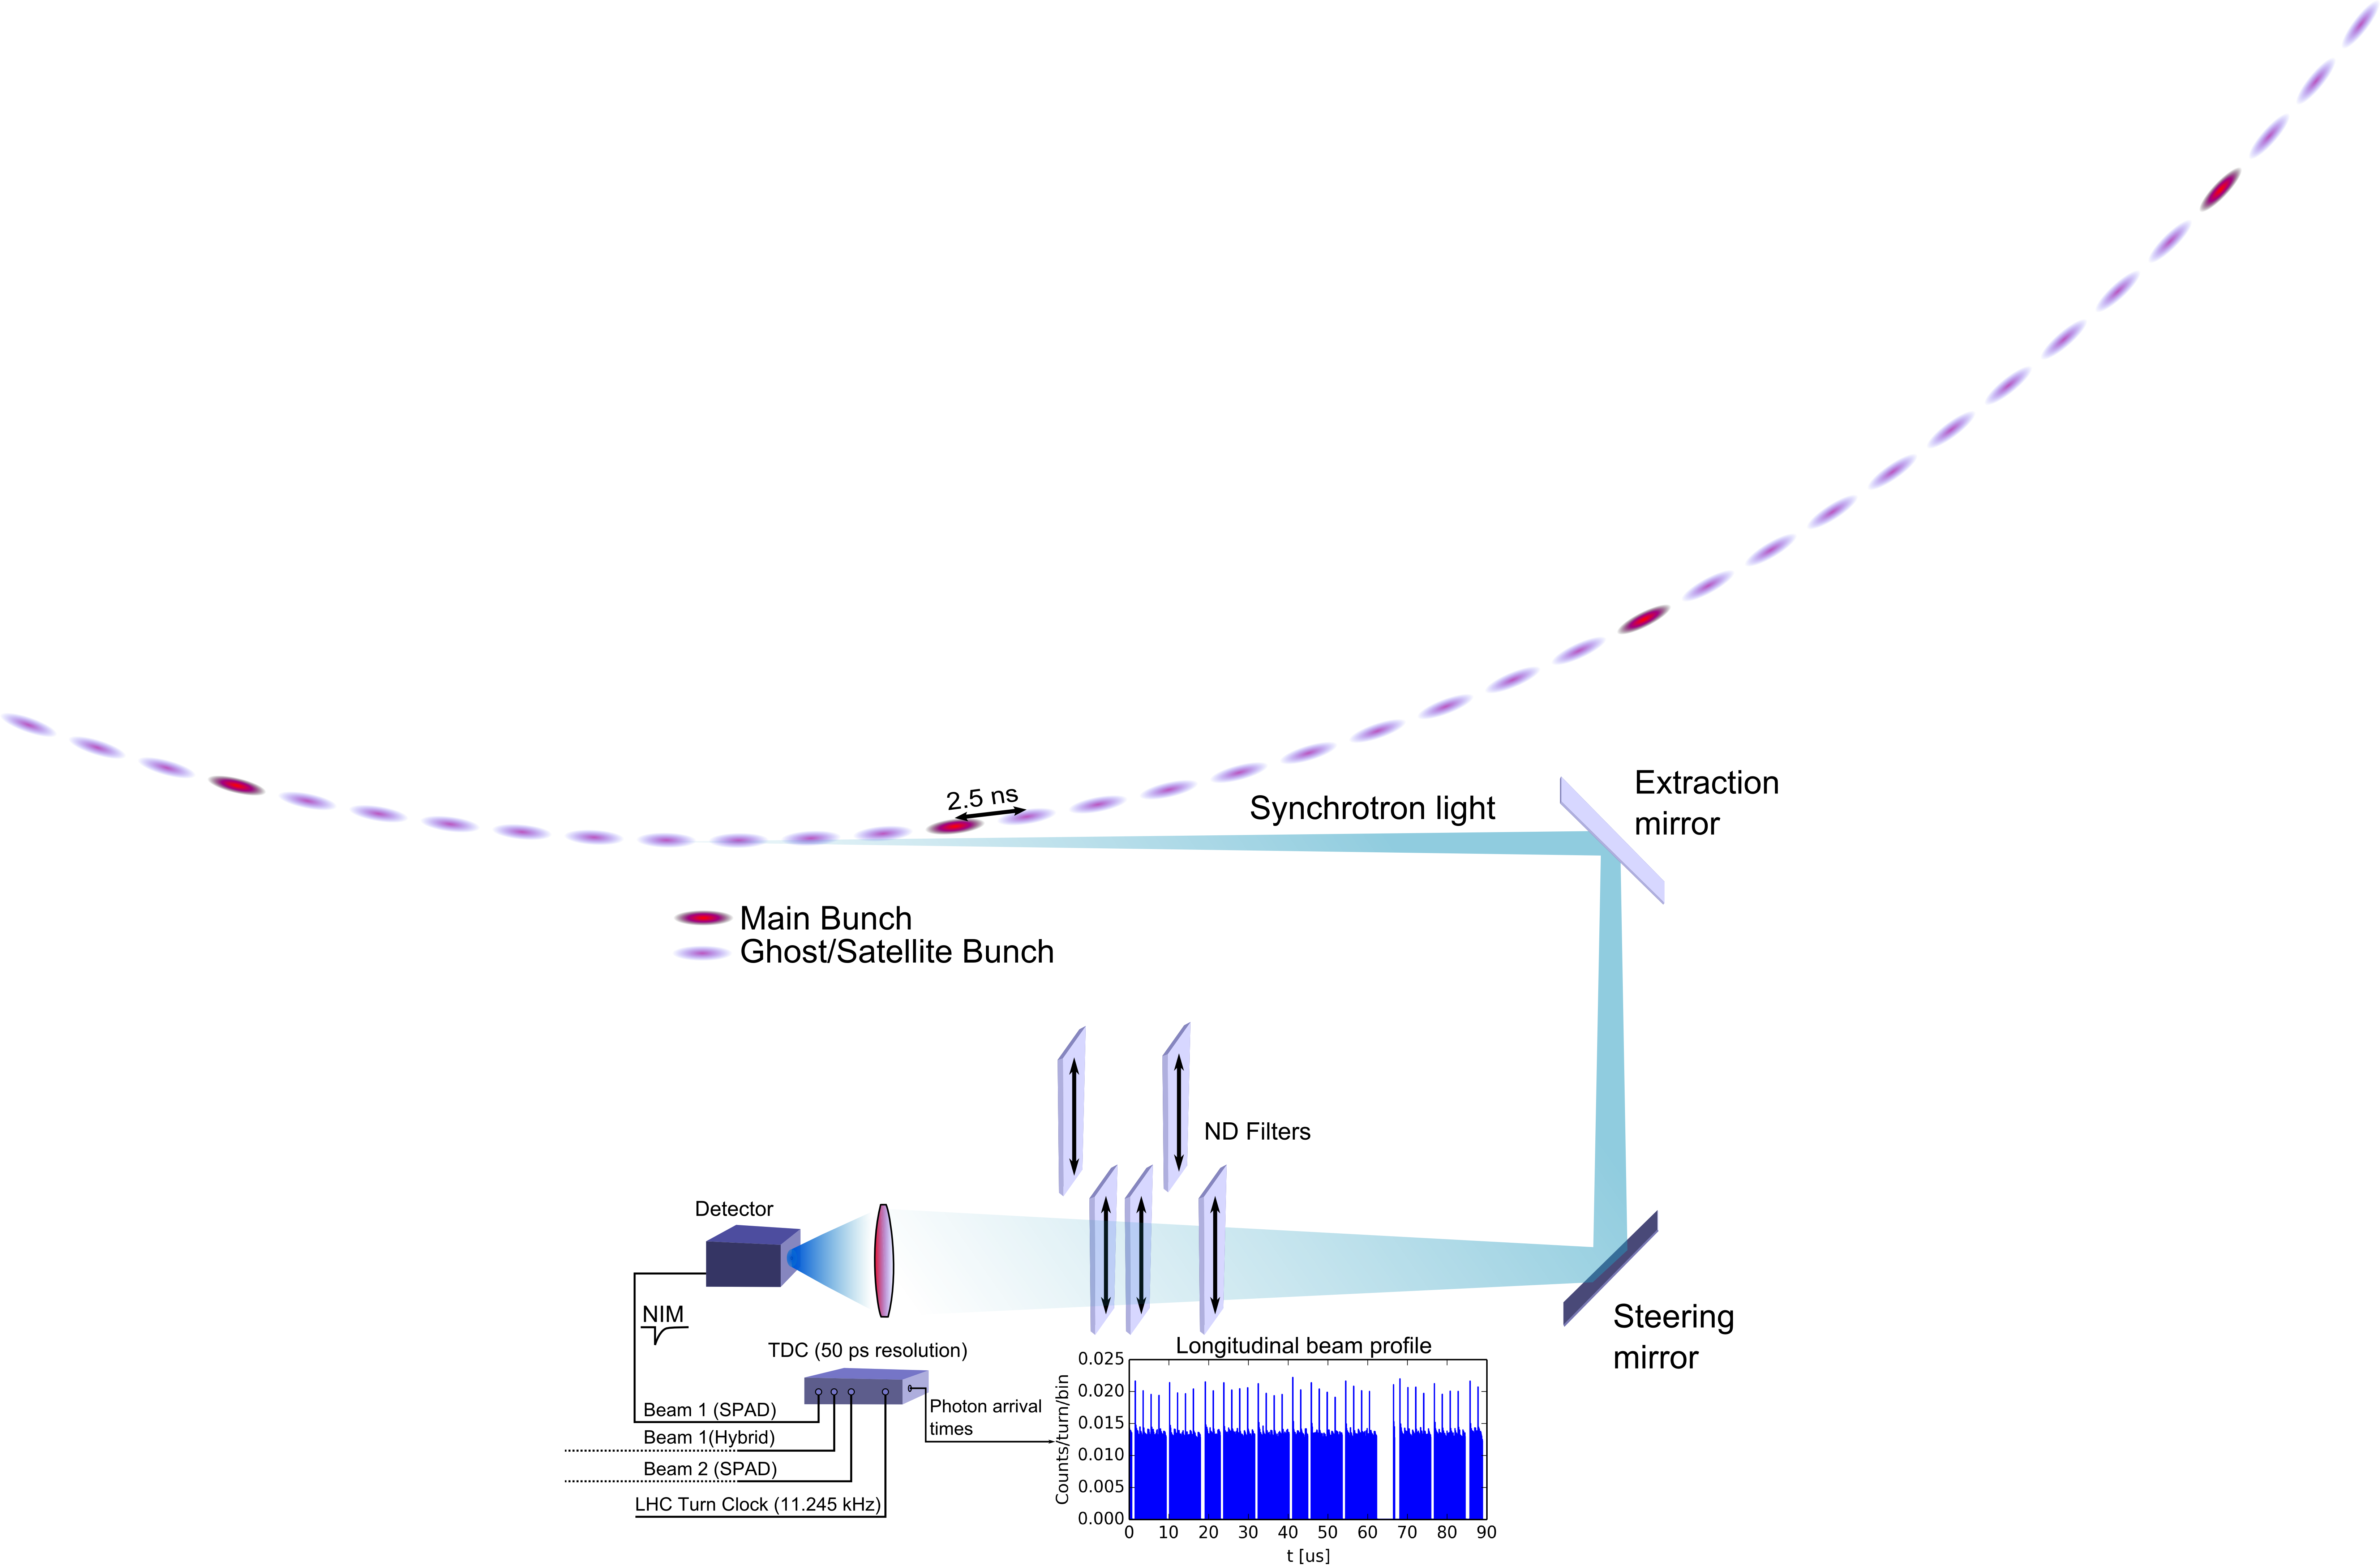 2.5 ns
Synchrotron light
Extraction
mirror
Main Bunch
Ghost/Satellite Bunch
ND Filters
Detector
NIM
Steering
mirror
TDC (50 ps resolution)
Beam 1 (SPAD)
Beam 1(Hybrid)
Beam 2 (SPAD)
LHC Turn Clock (11.245 kHz)
Photon arrival
times
Longitudinal beam profile
Counts/turn/bin
0.025
0.020
0.015
0.010
0.005
0.000
0 10 20 30 40 50 60 70 80 90
t [us]